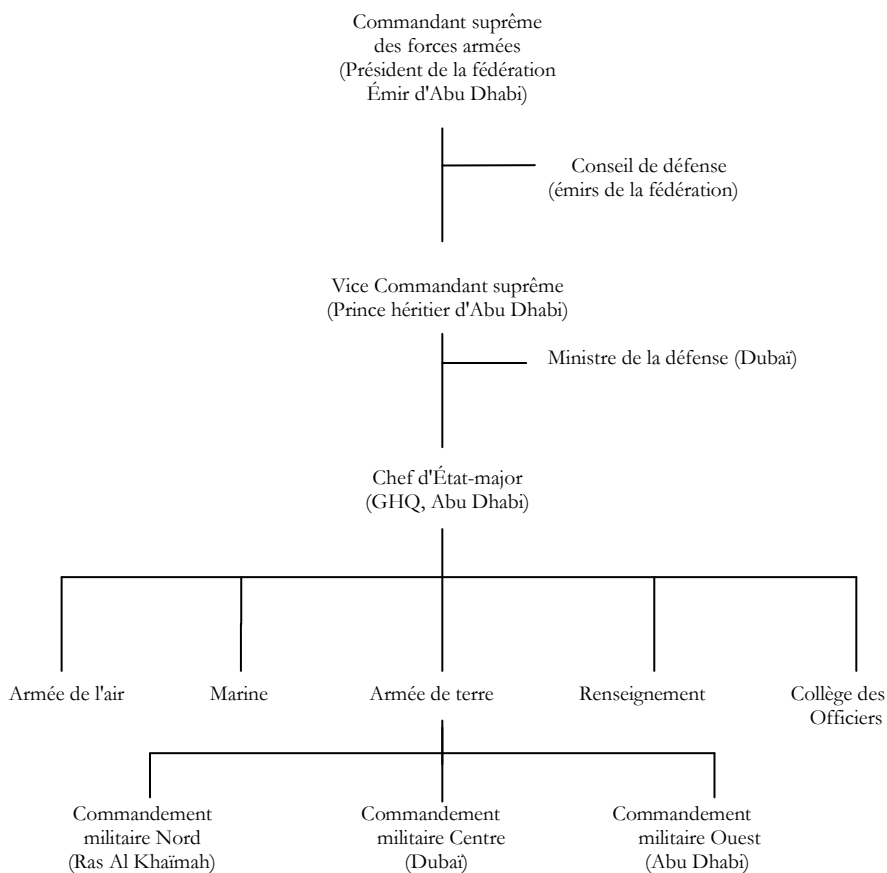 Commandant suprême
des forces armées
(Président de la fédération
Émir d'Abu Dhabi)
Conseil de défense
(émirs de la fédération)
Vice Commandant suprême
(Prince héritier d'Abu Dhabi)
Ministre de la défense (Dubaï)
Chef d'État-major
(GHQ, Abu Dhabi)
Armée de l'air
Marine
Armée de terre
Renseignement
Collège des
Officiers
Commandement
militaire Nord
(Ras Al Khaïmah)
Commandement
militaire Centre
(Dubaï)
Commandement
militaire Ouest
(Abu Dhabi)